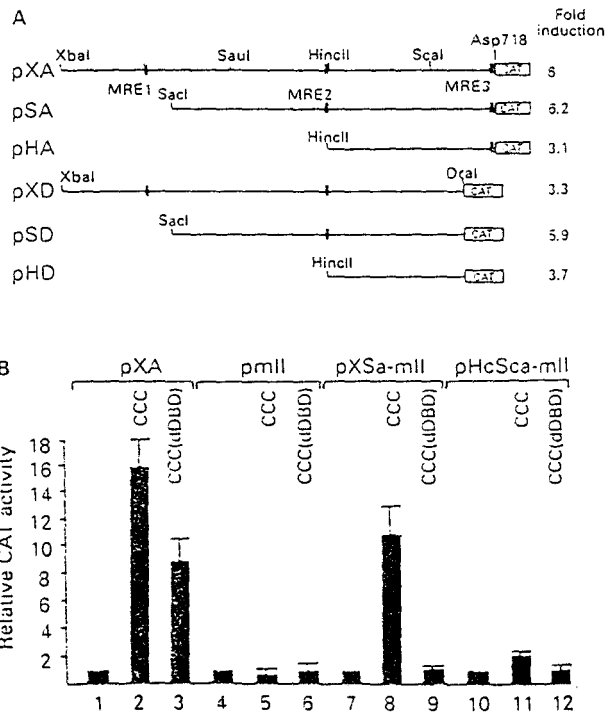 A
Fold
induction
XbaI SauI HincII ScaI Asp718
pXA CAT 6
MRE1 SacI MRE2 MRE3
pSA CAT 6.2
HincII
pHA CAT 3.1
XbaI
pXD CAT 3.3
SacI
pSD CAT 5.9
HincII
pHD CAT 3.7
B
pXA pmII pXSa-mII pHcSca-mII
CCC CCC(dDBD) CCC CCC(dDBD) CCC CCC(dDBD) CCC CCC(dDBD)
Relative CAT activity
18
16
14
12
10
8
6
4
2
1 2 3 4 5 6 7 8 9 10 11 12